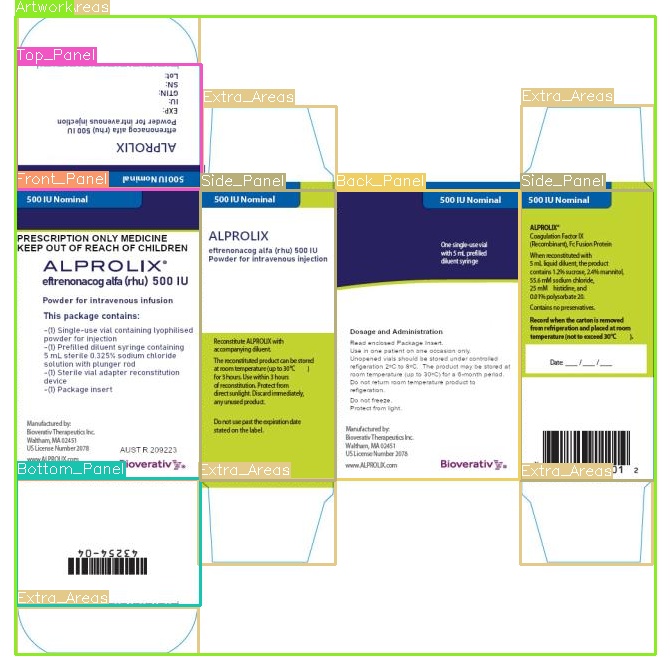 Artwork
reas
Top_Panel
Lot:
SN:
GTIN:
IU:
EXP:
Powder for intravenous injection
eftrenonacog alfa (rhu) 500 IU
ALPROLIX
500 IU Nominal
Extra_Areas
Extra_Areas
Front_Panel
500 IU Nominal
PRESCRIPTION ONLY MEDICINE
KEEP OUT OF REACH OF CHILDREN
ALPROLIX®
eftrenonacog alfa (rhu) 500 IU
Powder for intravenous infusion
This package contains:
-(1) Single-use vial containing lyophilised
powder for injection
-(1) Prefilled diluent syringe containing
5 mL sterile 0.325% sodium chloride
solution with plunger rod
-(1) Sterile vial adapter reconstitution
device
-(1) Package insert
Manufactured by:
Bioverativ Therapeutics Inc.
Waltham, MA 02451
US License Number 2078
www.ALPROLIX.com
AUST R 209223
Bioverativ
Side_Panel
500 IU Nominal
ALPROLIX
eftrenonacog alfa (rhu) 500 IU
Powder for intravenous injection
Reconstitute ALPROLIX with
accompanying diluent.
The reconstituted product can be stored
at room temperature (up to 30°C )
for 5 hours. Use within 3 hours
of reconstitution. Protect from
direct sunlight. Discard immediately,
any unused product.
Do not use past the expiration date
stated on the label.
Back_Panel
500 IU Nominal
One single-use vial
with 5 mL prefilled
diluent syringe
Dosage and Administration
Read enclosed Package Insert.
Use in one patient on one occasion only.
Unopened vials should be stored under controlled
refigeration 2ºC to 8ºC. The product may be stored at
room temperature (up to 30ºC) for a 6-month period.
Do not return room temperature product to
refigeration.
Do not freeze.
Protect from light.
Manufactured by:
Bioverativ Therapeutics Inc.
Waltham, MA 02451
US License Number 2078
www.ALPROLIX.com
Bioverativ
Side_Panel
500 IU Nominal
ALPROLIX®
Coagulation Factor IX
(Recombinant), Fc Fusion Protein
When reconstituted with
5 mL liquid diluent, the product
contains 1.2% sucrose, 2.4% mannitol,
55.6 mM sodium chloride,
25 mM histidine, and
0.01% polysorbate 20.
Contains no preservatives.
Record when the carton is removed
from refrigeration and placed at room
temperature (not to exceed 30°C ).
Date ___ / ___ / ___
01 2
Bottom_Panel
Extra_Areas
Extra_Areas
43254-04
Extra_Areas